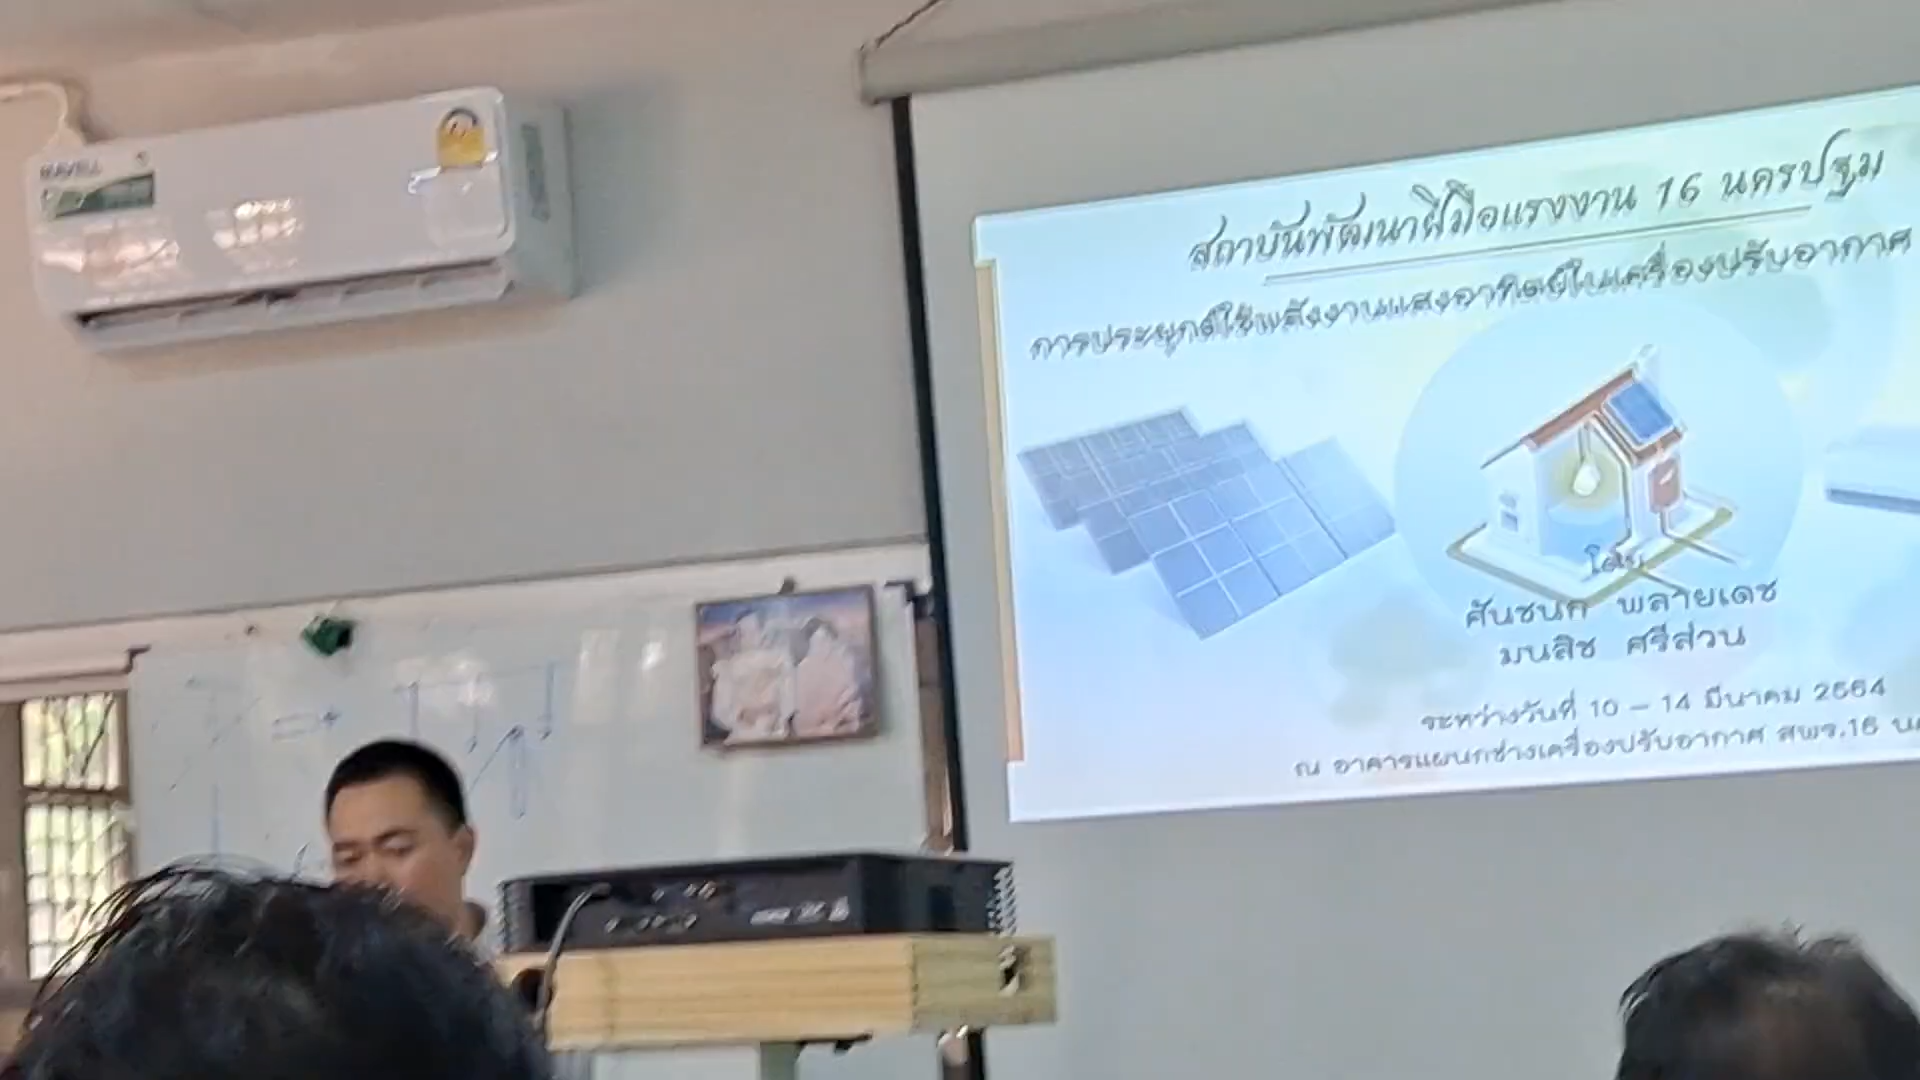 สถาบันพัฒนาฝีมือแรงงาน 16 นครปฐม
การประยุกต์ใช้พลังงานแสงอาทิตย์ในเครื่องปรับอากาศ
โดย
ศันชนก พลายเดช
มนสิช ศรีส่วน
ระหว่างวันที่ 10 – 14 มีนาคม 2564
ณ อาคารแผนกช่างเครื่องปรับอากาศ สพร.16